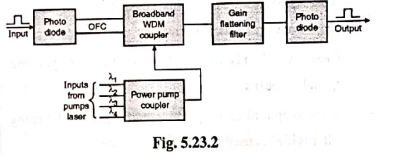 Input
Photo
diode
OFC
Broadband
WDM
coupler
Gain
flattening
filter
Photo
diode
Output
Inputs
from
pumps
laser
λ1
λ2
λ3
λ4
Power pump
coupler
Fig. 5.23.2